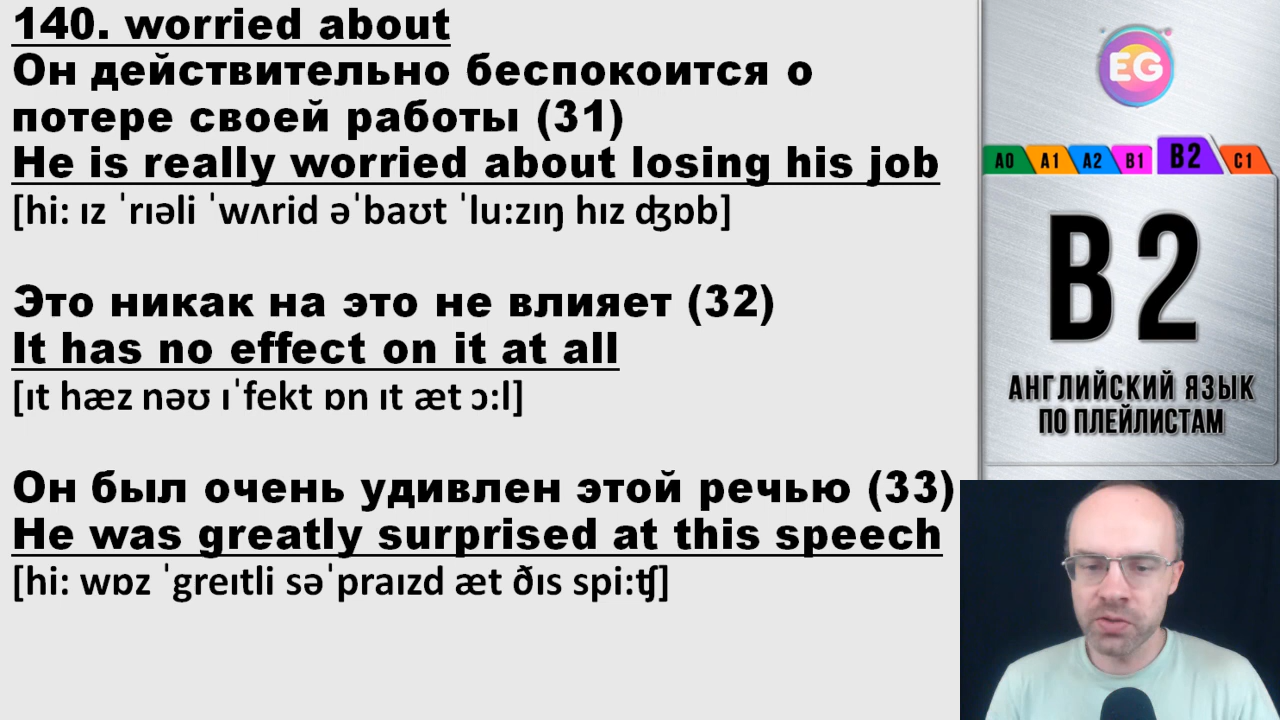 140. worried about
Он действительно беспокоится о
потере своей работы (31)
He is really worried about losing his job
[hi: ɪz ˈrɪəli ˈwʌrid əˈbaʊt ˈlu:zɪŋ hɪz ʤɒb]
Это никак на это не влияет (32)
It has no effect on it at all
[ɪt hæz nəʊ ɪˈfekt ɒn ɪt æt ɔ:l]
Он был очень удивлен этой речью (33)
He was greatly surprised at this speech
[hi: wɒz ˈgreɪtli səˈpraɪzd æt ðɪs spi:ʧ]
EG
A0 A1 A2 B1 B2 C1
B2
АНГЛИЙСКИЙ ЯЗЫК
ПО ПЛЕЙЛИСТАМ